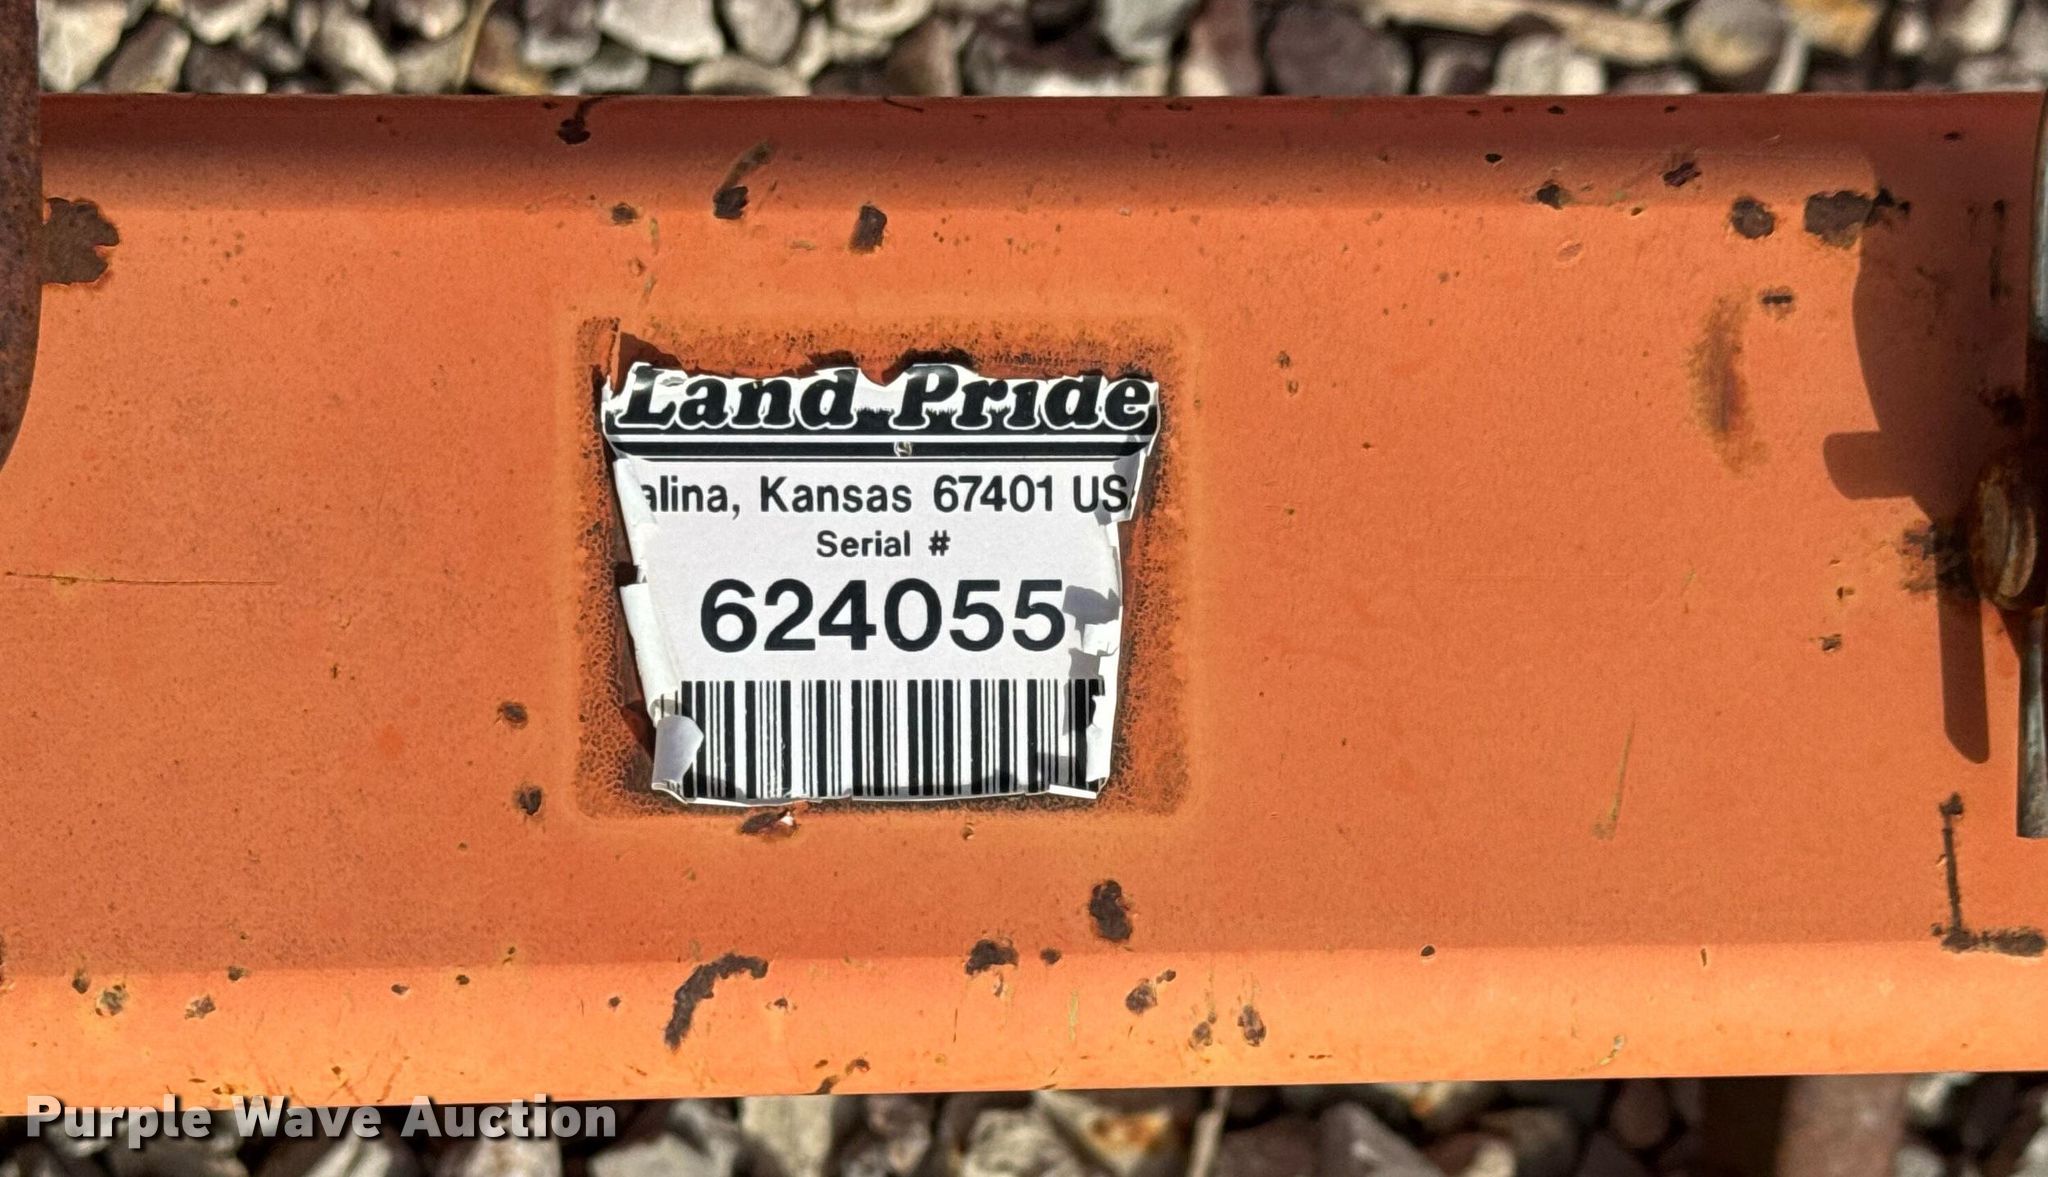 Land Pride
alina, Kansas 67401 US
Serial #
624055
Purple Wave Auction